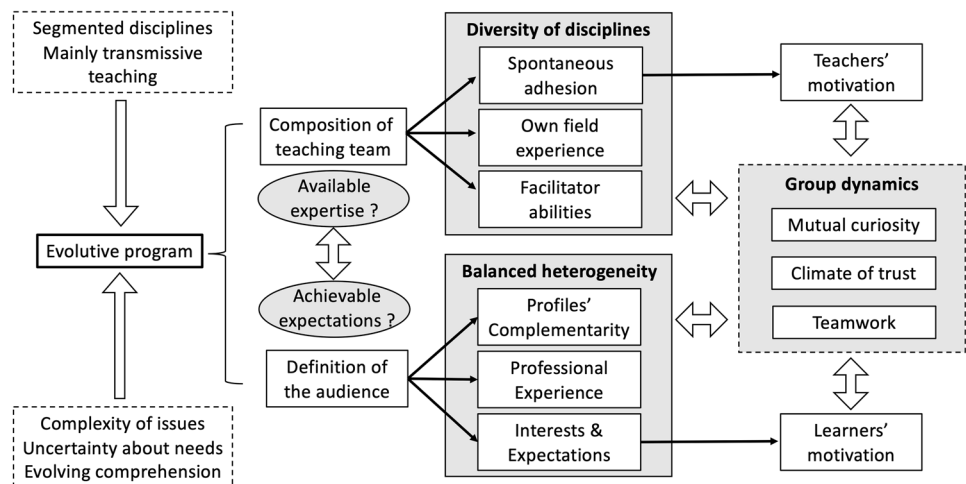 Segmented disciplines
Mainly transmissive
teaching
Evolutive program
Complexity of issues
Uncertainty about needs
Evolving comprehension
Composition of
teaching team
Available
expertise ?
Achievable
expectations ?
Definition of
the audience
Diversity of disciplines
Spontaneous
adhesion
Own field
experience
Facilitator
abilities
Balanced heterogeneity
Profiles’
Complementarity
Professional
Experience
Interests &
Expectations
Teachers’
motivation
Group dynamics
Mutual curiosity
Climate of trust
Teamwork
Learners’
motivation